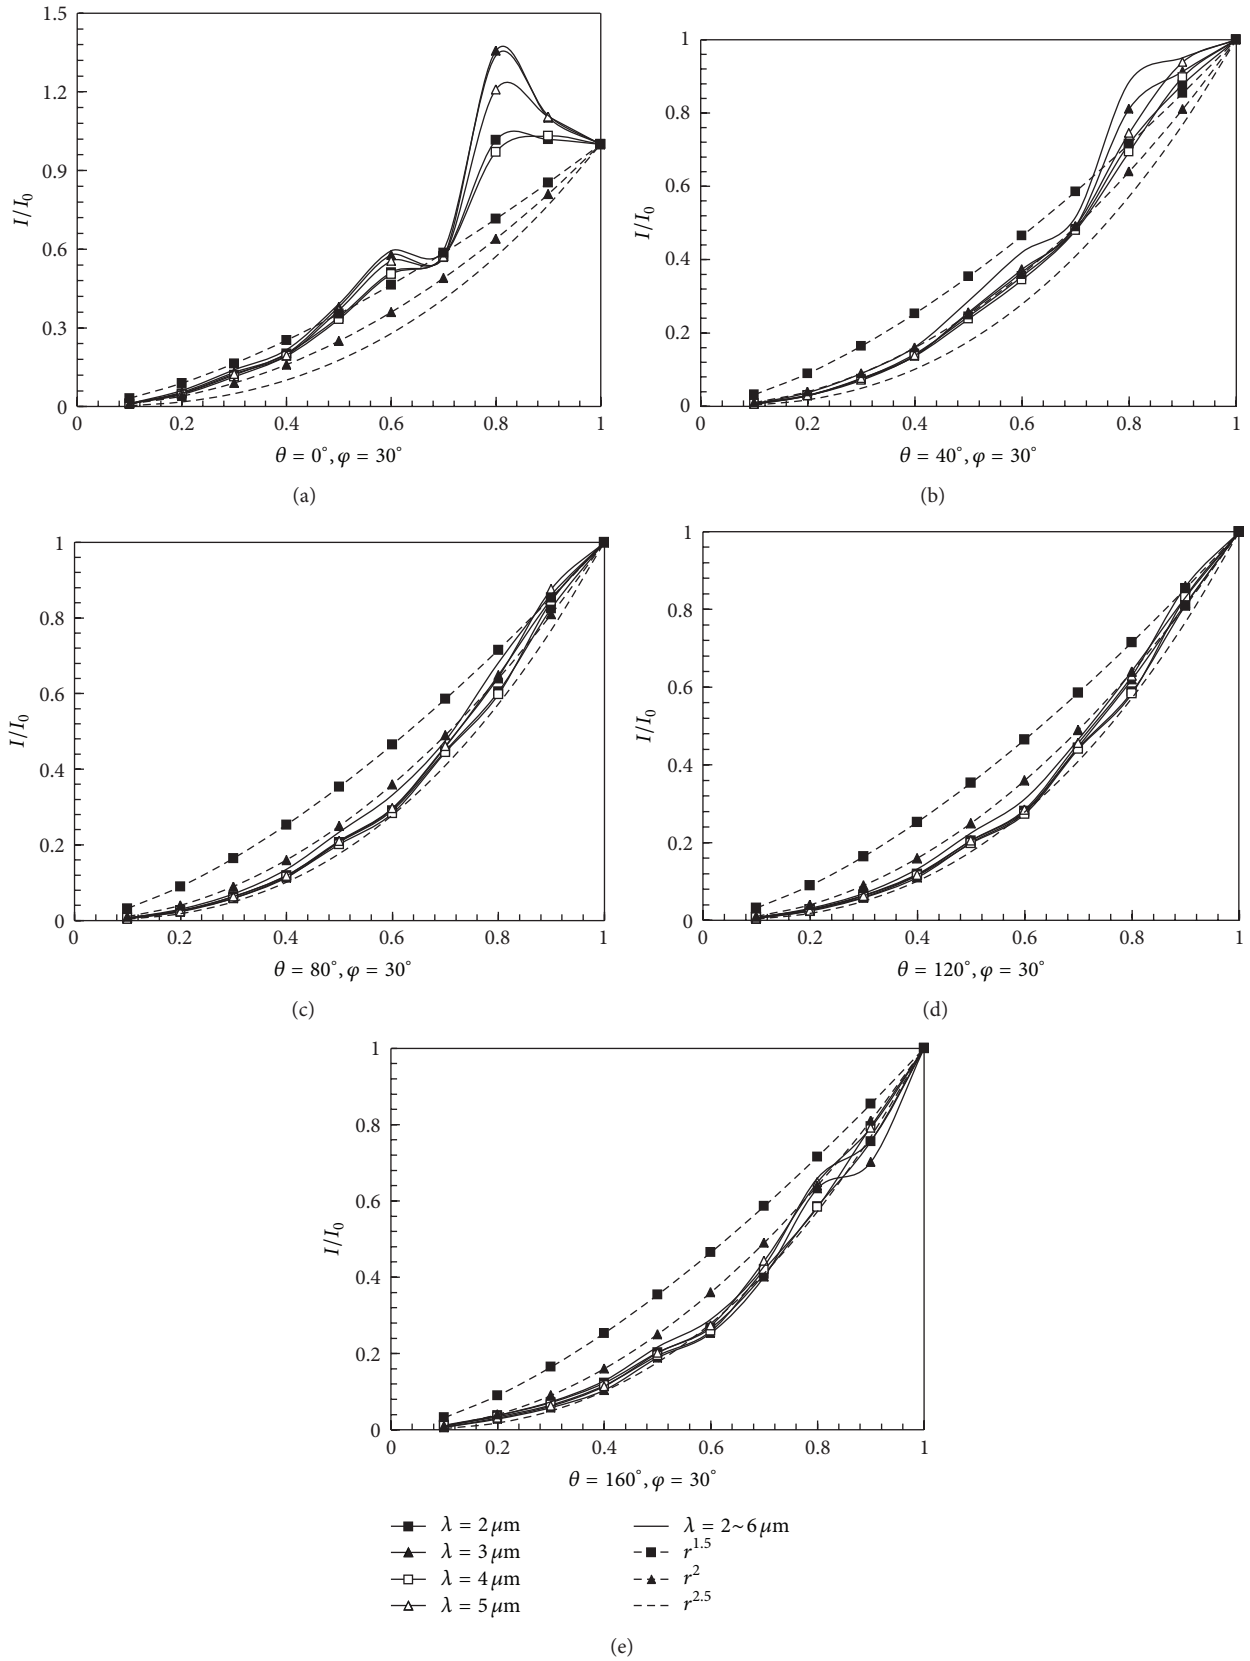 1.5
1.2
0.9
0.6
0.3
0
I/I0
0 0.2 0.4 0.6 0.8 1
θ = 0°, φ = 30°
(a)
1
0.8
0.6
0.4
0.2
0
I/I0
0 0.2 0.4 0.6 0.8 1
θ = 40°, φ = 30°
(b)
1
0.8
0.6
0.4
0.2
0
I/I0
0 0.2 0.4 0.6 0.8 1
θ = 80°, φ = 30°
(c)
1
0.8
0.6
0.4
0.2
0
I/I0
0 0.2 0.4 0.6 0.8 1
θ = 120°, φ = 30°
(d)
1
0.8
0.6
0.4
0.2
0
I/I0
0 0.2 0.4 0.6 0.8 1
θ = 160°, φ = 30°
λ = 2 μm
λ = 3 μm
λ = 4 μm
λ = 5 μm
λ = 2~6 μm
r^1.5
r^2
r^2.5
(e)